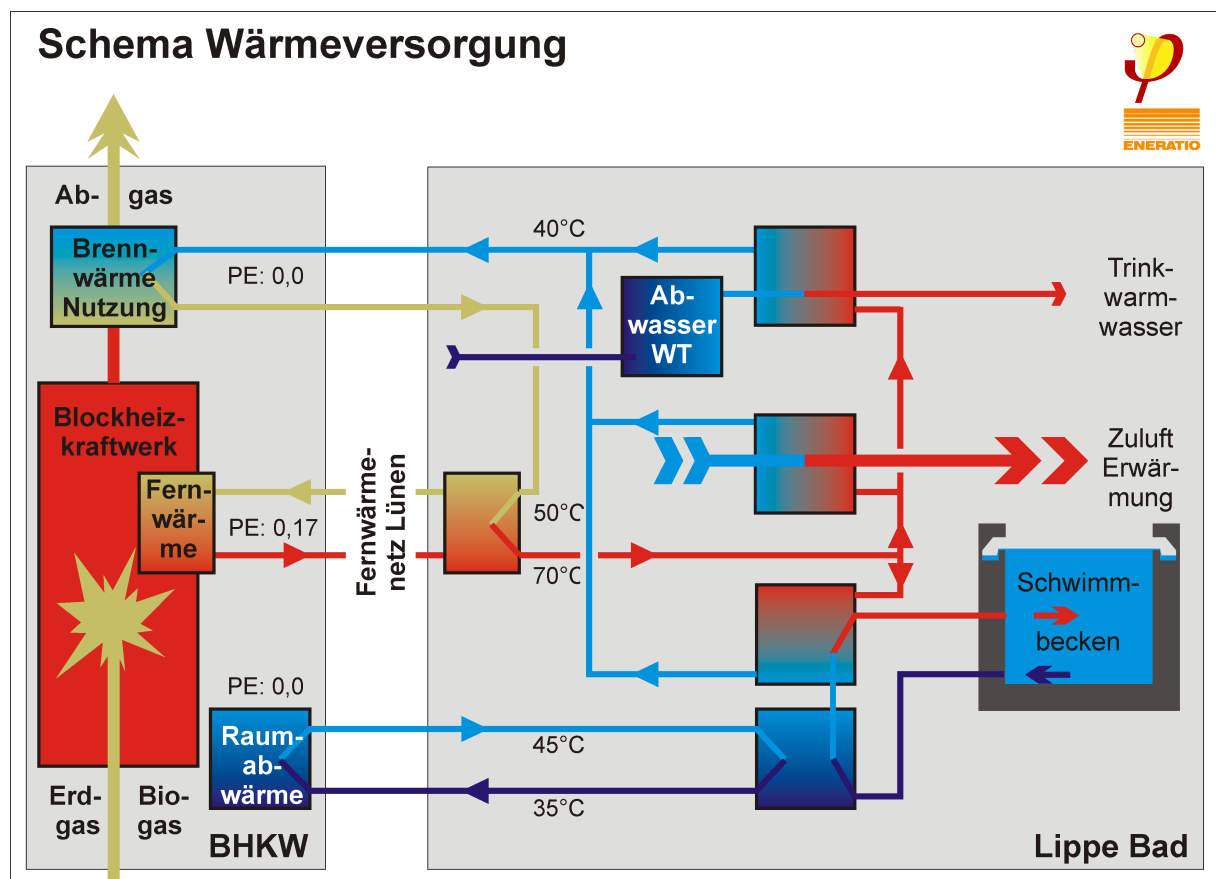 Schema Wärmeversorgung
ENERATIO
Ab- gas
Brenn-
wärme
Nutzung
PE: 0,0
40°C
Ab-
wasser
WT
Trink-
warm-
wasser
Blockheiz-
kraftwerk
Fern-
wär-
me
PE: 0,17
Fernwärme-
netz Lünen
50°C
70°C
Zuluft
Erwär-
mung
Schwimm-
becken
PE: 0,0
Raum-
ab-
wärme
45°C
35°C
Erd-
gas
Bio-
gas
BHKW
Lippe Bad